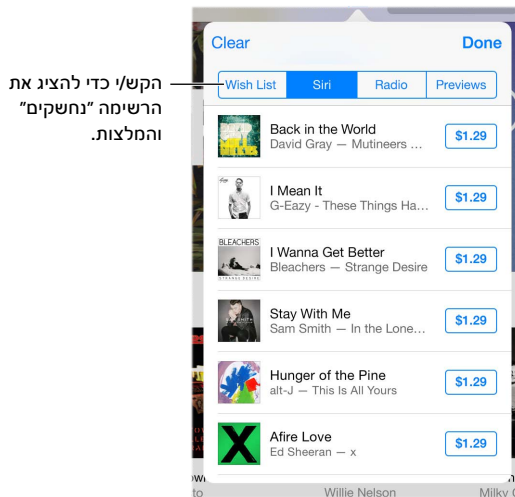 Clear Done
Wish List Siri Radio Previews
הקש/י כדי להציג את
הרשימה "נחשקים"
והמלצות.
Back in the World
David Gray — Mutineers …
$1.29
I Mean It
G-Eazy - These Things Ha…
$1.29
BLEACHERS
STRANGE DESIRE
I Wanna Get Better
Bleachers — Strange Desire
$1.29
Stay With Me
Sam Smith — In the Lone…
$1.29
Hunger of the Pine
alt-J — This Is All Yours
$1.29
Afire Love
Ed Sheeran — x
$1.29
Willie Nelson